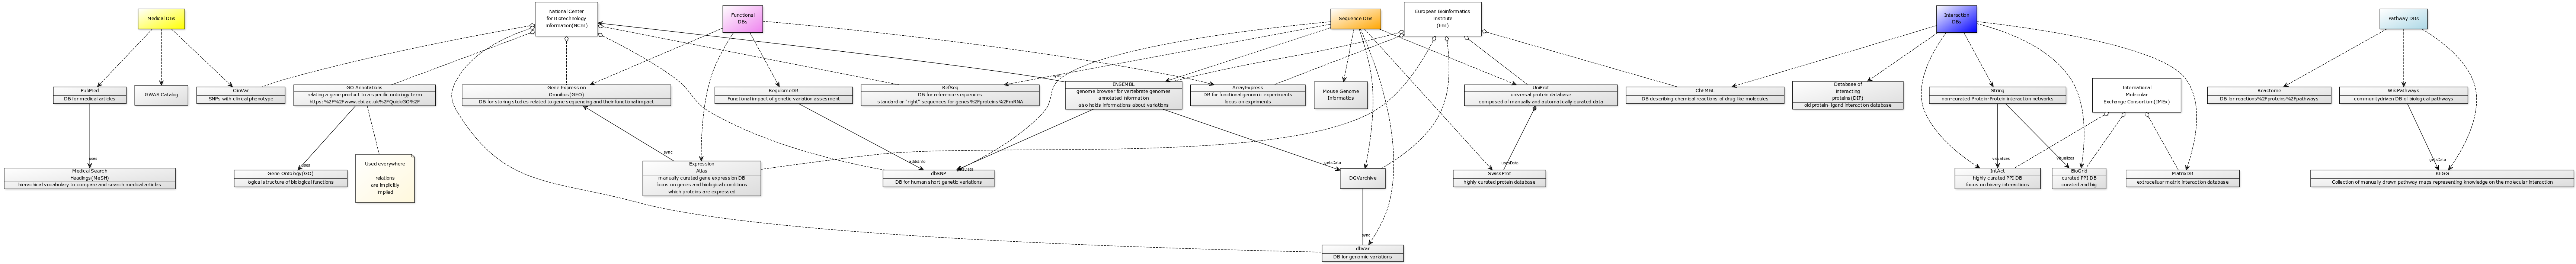 Medical DBs
National Center
for Biotechnology
Information(NCBI)
Functional
DBs
Sequence DBs
European Bioinformatics
Institute
(EBI)
Interaction
DBs
Pathway DBs
PubMed
DB for medical articles
GWAS Catalog
ClinVar
SNPs with clinical phenotype
GO Annotations
relating a gene product to a specific ontology term
https: %2F%2Fwww.ebi.ac.uk%2FQuickGO%2F
Gene Expression
Omnibus(GEO)
DB for storing studies related to gene sequencing and their functional impact
RegulomeDB
Functional impact of genetic variation assesment
RefSeq
DB for reference sequences
standard or "right" sequences for genes%2Fproteins%2FmRNA
sync
ENSEMBL
genome browser for vertebrate genomes
annotated information
also holds informations about variations
ArrayExpress
DB for functional genomic experiments
focus on expriments
Mouse Genome
Informatics
UniProt
universal protein database
composed of manually and automatically curated data
ChEMBL
DB describing chemical reactions of drug like molecules
Database of
interacting
proteins(DIP)
old protein-ligand interaction database
String
non-curated Protein-Protein interaction networks
International
Molecular
Exchange Consortium(IMEx)
Reactome
DB for reactions%2Fproteins%2Fpathways
WikiPathways
communitydriven DB of biological pathways
uses
Medical Search
Headings(MeSH)
hierachical vocabulary to compare and search medical articles
uses
Gene Ontology(GO)
logical structure of biological functions
Used everywhere
relations
are implicitly
implied
sync
Expression
Atlas
manually curated gene expression DB
focus on genes and biological conditions
which proteins are expressed
addsInfo
dbSNP
DB for human short genetic variations
getsData
DGVarchive
usesData
SwissProt
highly curated protein database
visualizes
IntAct
highly curated PPI DB
focus on binary interactions
visualizes
BioGrid
curated PPI DB
curated and big
MatrixDB
extracelluar matrix interaction database
getsData
KEGG
Collection of manually drawn pathway maps representing knowledge on the molecular interaction
sync
dbVar
DB for genomic variations